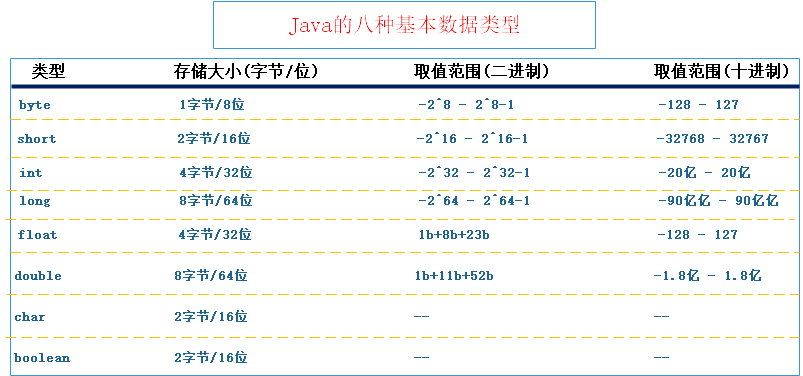 Java的八种基本数据类型
类型 存储大小(字节/位) 取值范围(二进制) 取值范围(十进制)
byte 1字节/8位 -2^8 - 2^8-1 -128 - 127
short 2字节/16位 -2^16 - 2^16-1 -32768 - 32767
int 4字节/32位 -2^32 - 2^32-1 -20亿 - 20亿
long 8字节/64位 -2^64 - 2^64-1 -90亿亿 - 90亿亿
float 4字节/32位 1b+8b+23b -128 - 127
double 8字节/64位 1b+11b+52b -1.8亿 - 1.8亿
char 2字节/16位 -- --
boolean 2字节/16位 -- --